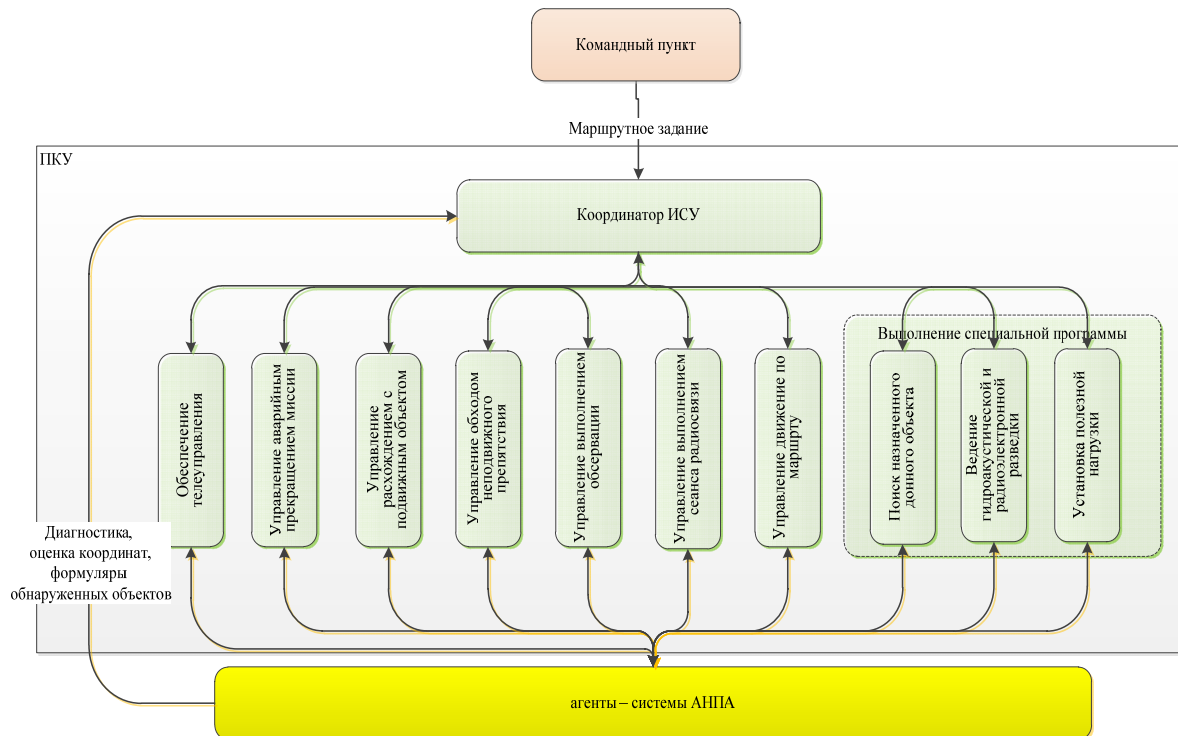 Командный пункт
Маршрутное задание
ПКУ
Координатор ИСУ
Выполнение специальной программы
Обеспечение
телеуправления
Управление аварийным
прекращением миссии
Управление
расхождением с
подвижным объектом
Управление обходом
неподвижного
препятствия
Управление выполнением
обсервации
Управление выполнением
сеанса радиосвязи
Управление движение по
маршрту
Поиск назначенного
донного объекта
Ведение
гидроакустической и
радиоэлектронной
разведки
Установка полезной
нагрузки
Диагностика,
оценка координат,
формуляры
обнаруженных объектов
агенты – системы АНПА